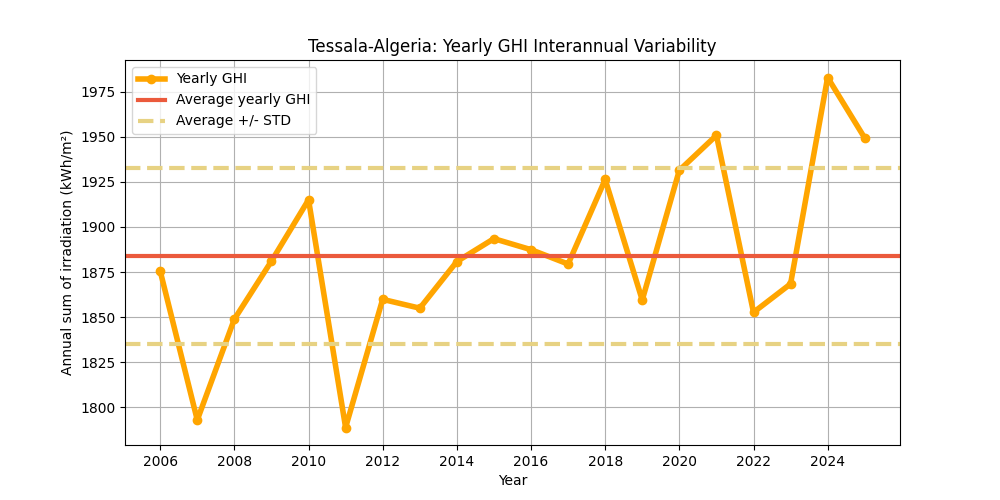 Tessala-Algeria: Yearly GHI Interannual Variability
Yearly GHI
Average yearly GHI
Average +/- STD
Annual sum of irradiation (kWh/m²)
1975
1950
1925
1900
1875
1850
1825
1800
2006 2008 2010 2012 2014 2016 2018 2020 2022 2024
Year